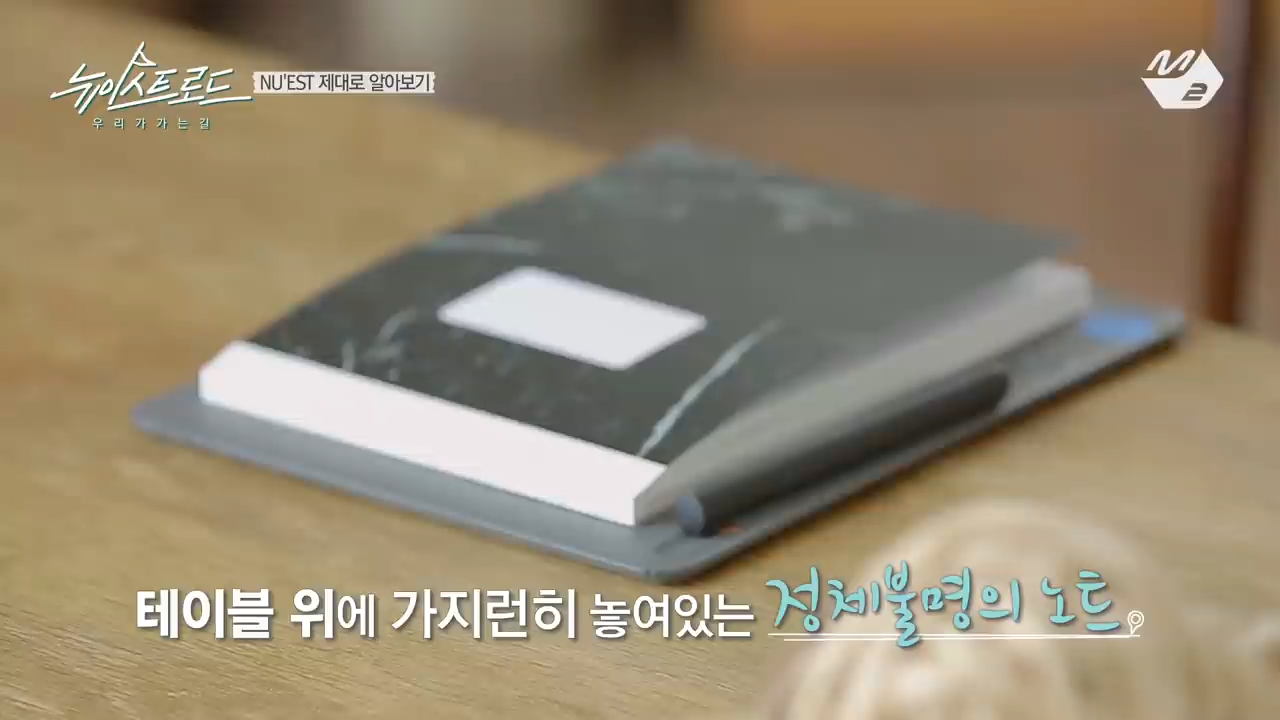 뉴이스트로드
우리가 가는 길
NU'EST 제대로 알아보기
M2
테이블 위에 가지런히 놓여있는 정체불명의 노트